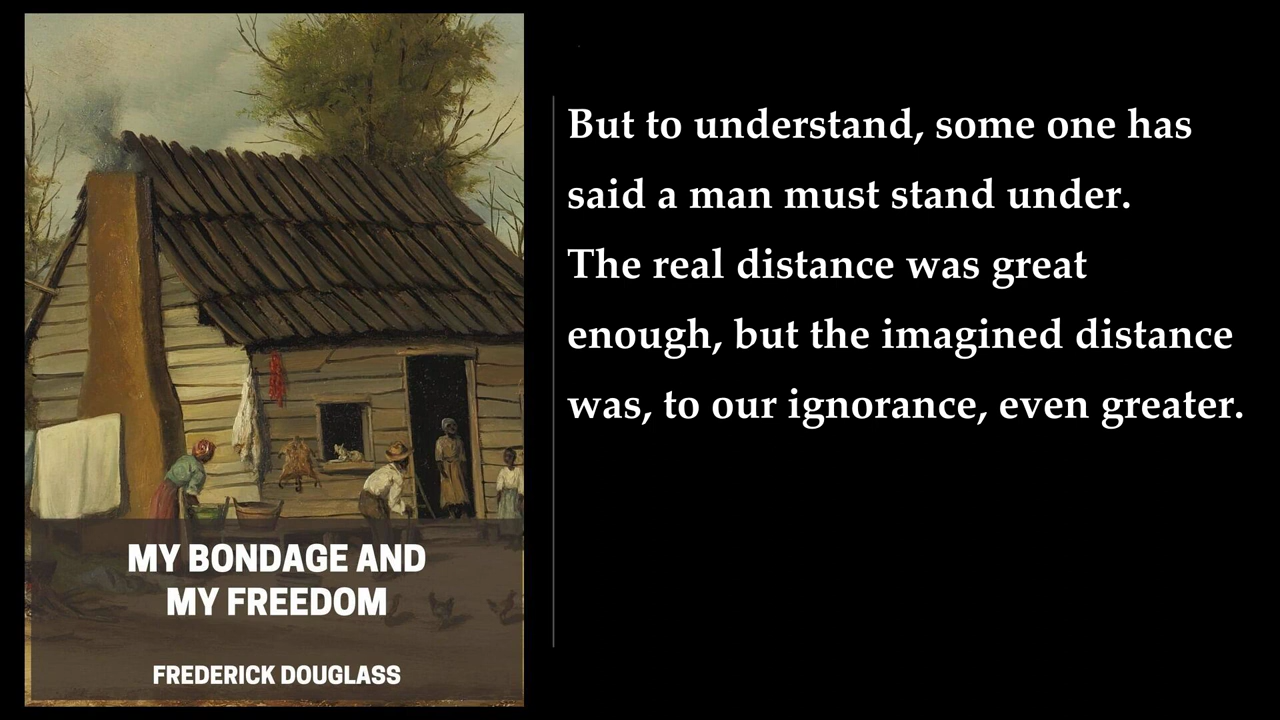 MY BONDAGE AND
MY FREEDOM
FREDERICK DOUGLASS
But to understand, some one has
said a man must stand under.
The real distance was great
enough, but the imagined distance
was, to our ignorance, even greater.